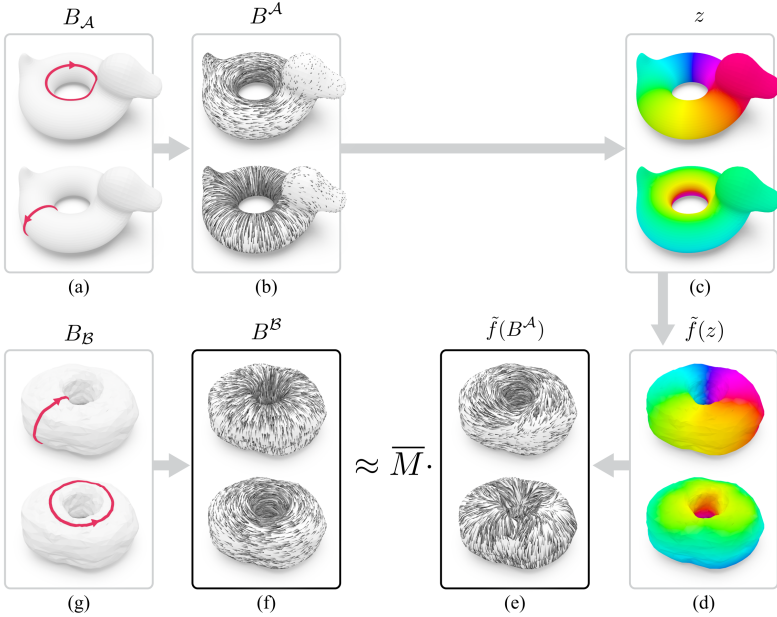 B_𝒜
B^𝒜
z
(a)
(b)
(c)
B_ℬ
B^ℬ
f̃(B^𝒜)
f̃(z)
≈ M̅ ·
(g)
(f)
(e)
(d)